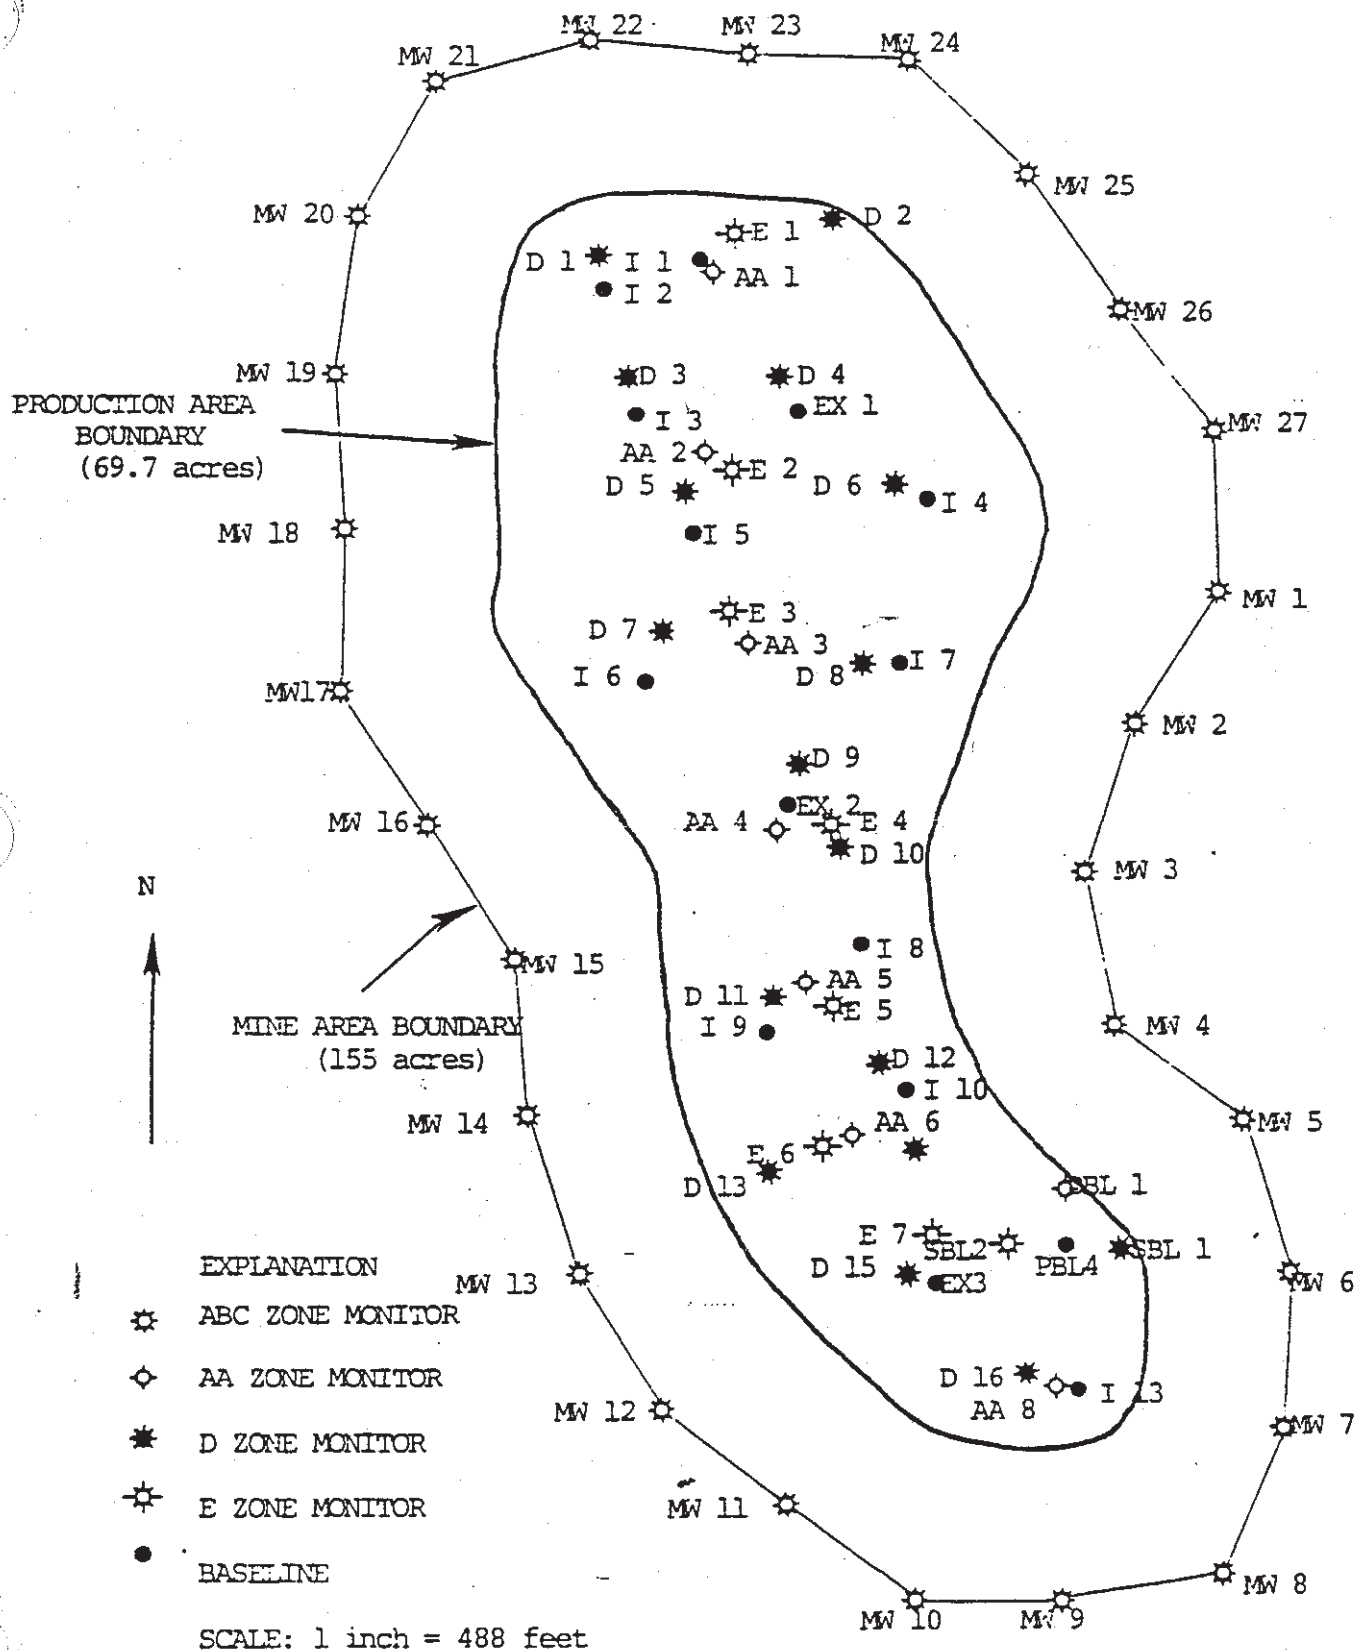 MW 22
MW 23
MW 24
MW 21
MW 25
MW 20
D 2
E 1
D 1
I 1
AA 1
I 2
MW 26
MW 19
D 3
D 4
PRODUCTION AREA
BOUNDARY
(69.7 acres)
EX 1
I 3
MW 27
AA 2
E 2
D 5
D 6
I 4
MW 18
I 5
MW 1
E 3
D 7
AA 3
I 7
D 8
I 6
MW17
MW 2
D 9
EX 2
AA 4
E 4
MW 16
D 10
MW 3
N
I 8
MW 15
AA 5
D 11
E 5
I 9
MINE AREA BOUNDARY
(155 acres)
MW 4
D 12
I 10
MW 14
AA 6
MW 5
E 6
D 13
SBL 1
E 7
SBL2
SBL 1
PBL4
D 15
EX3
MW 13
MW 6
D 16
I 13
AA 8
MW 12
MW 7
MW 11
MW 8
MW 10
MW 9
EXPLANATION
ABC ZONE MONITOR
AA ZONE MONITOR
D ZONE MONITOR
E ZONE MONITOR
BASELINE
SCALE: 1 inch = 488 feet